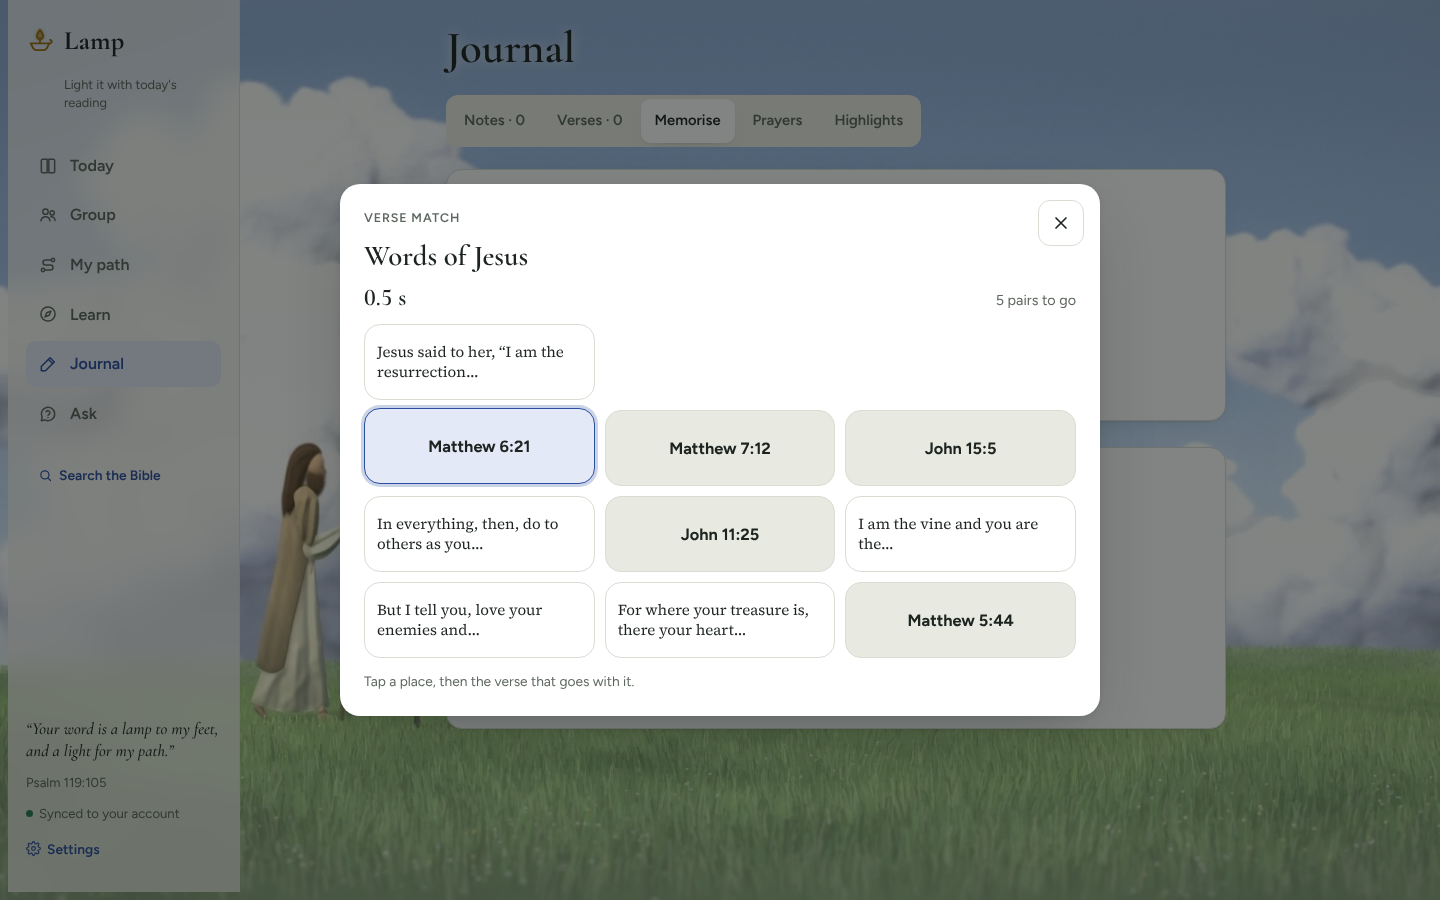 Lamp
Light it with today's
reading
Today
Group
My path
Learn
Journal
Ask
Search the Bible
“Your word is a lamp to my feet,
and a light for my path.”
Psalm 119:105
Synced to your account
Settings
Journal
Notes · 0
Verses · 0
Memorise
Prayers
Highlights
VERSE MATCH
Words of Jesus
0.5 s
5 pairs to go
Jesus said to her, “I am the
resurrection...
Matthew 6:21
Matthew 7:12
John 15:5
In everything, then, do to
others as you...
John 11:25
I am the vine and you are
the...
But I tell you, love your
enemies and...
For where your treasure is,
there your heart...
Matthew 5:44
Tap a place, then the verse that goes with it.